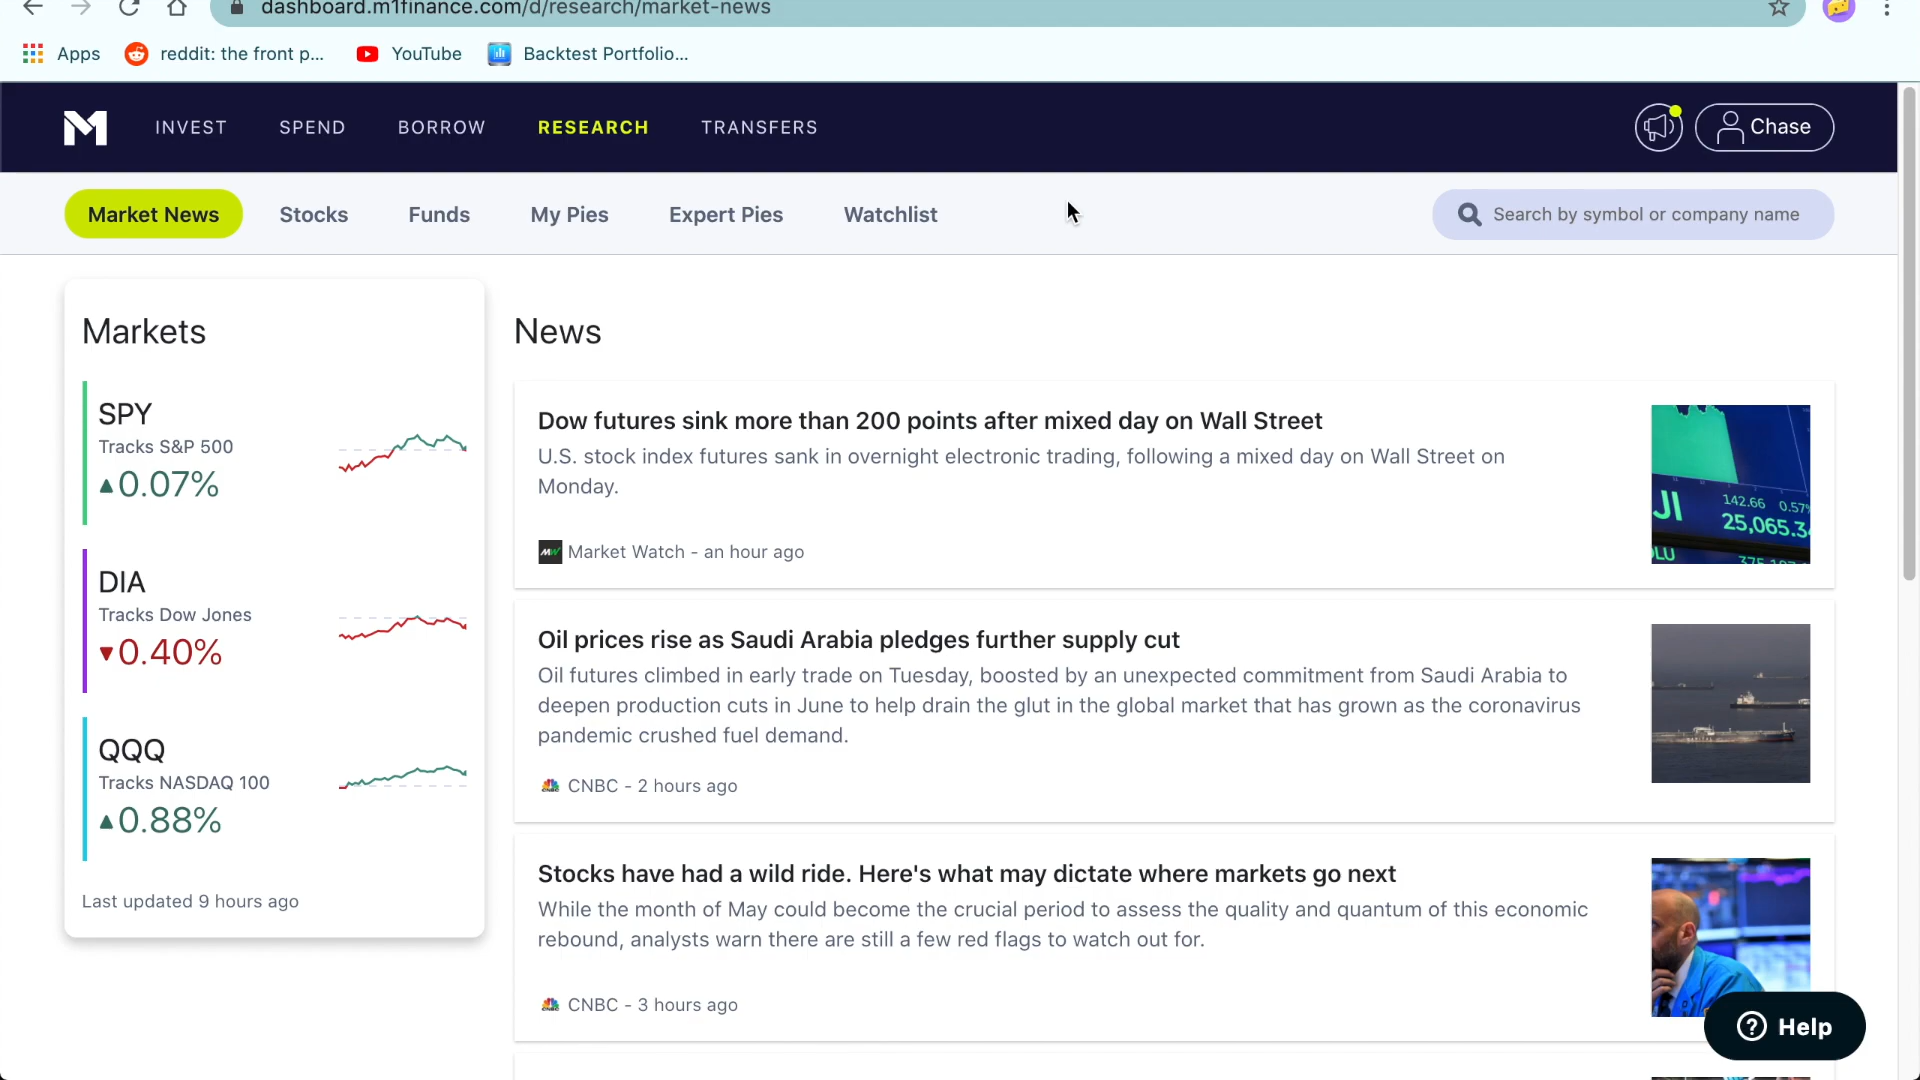 dashboard.m1finance.com/d/research/market-news
Apps
reddit: the front p...
YouTube
Backtest Portfolio...
M
INVEST
SPEND
BORROW
RESEARCH
TRANSFERS
Chase
Market News
Stocks
Funds
My Pies
Expert Pies
Watchlist
Search by symbol or company name
Markets
SPY
Tracks S&P 500
▲0.07%
DIA
Tracks Dow Jones
▼0.40%
QQQ
Tracks NASDAQ 100
▲0.88%
Last updated 9 hours ago
News
Dow futures sink more than 200 points after mixed day on Wall Street
U.S. stock index futures sank in overnight electronic trading, following a mixed day on Wall Street on
Monday.
MW Market Watch - an hour ago
JI
142.66 0.57%
25,065.34
OLU
Oil prices rise as Saudi Arabia pledges further supply cut
Oil futures climbed in early trade on Tuesday, boosted by an unexpected commitment from Saudi Arabia to
deepen production cuts in June to help drain the glut in the global market that has grown as the coronavirus
pandemic crushed fuel demand.
CNBC - 2 hours ago
Stocks have had a wild ride. Here's what may dictate where markets go next
While the month of May could become the crucial period to assess the quality and quantum of this economic
rebound, analysts warn there are still a few red flags to watch out for.
CNBC - 3 hours ago
? Help